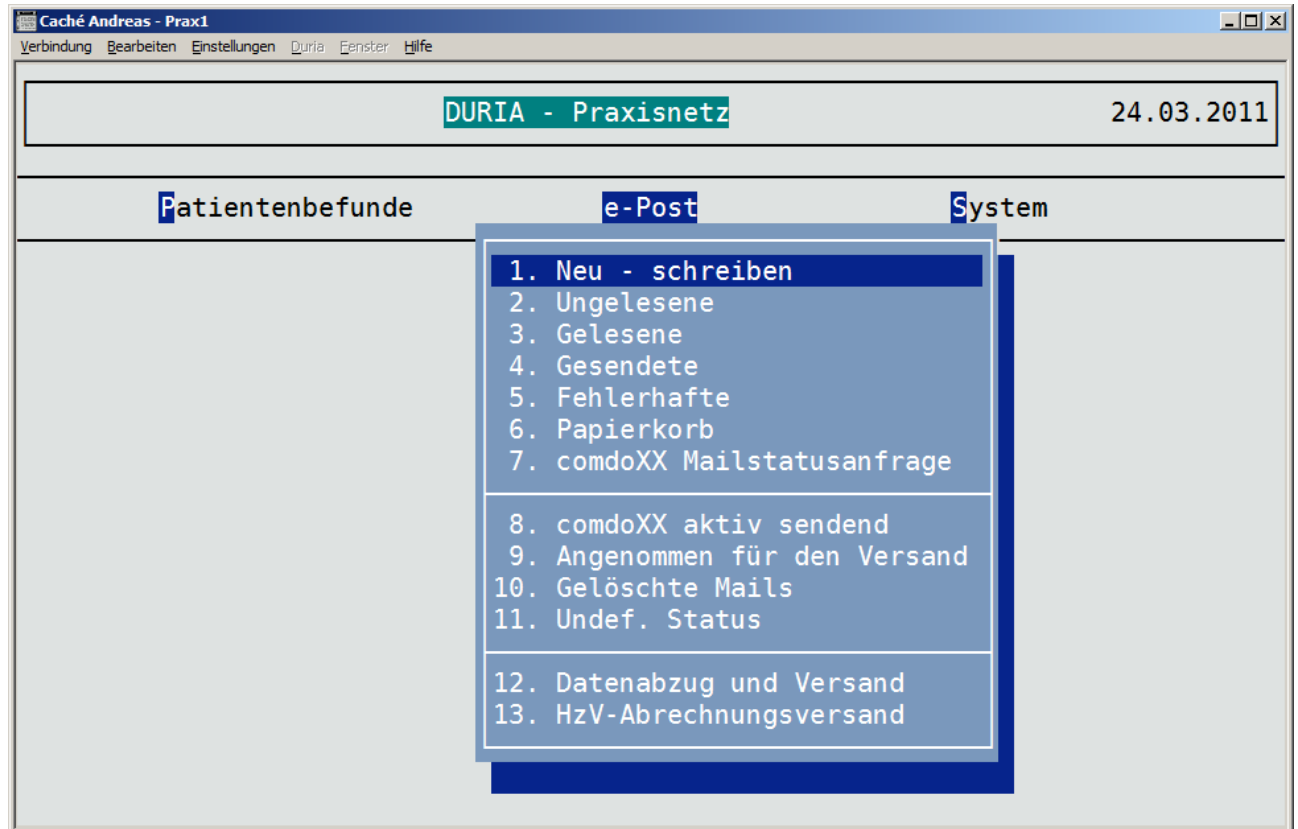 Caché Andreas - Prax1
Verbindung Bearbeiten Einstellungen Duria Fenster Hilfe
DURIA - Praxisnetz 24.03.2011
Patientenbefunde e-Post System
1. Neu - schreiben
2. Ungelesene
3. Gelesene
4. Gesendete
5. Fehlerhafte
6. Papierkorb
7. comdoXX Mailstatusanfrage
8. comdoXX aktiv sendend
9. Angenommen für den Versand
10. Gelöschte Mails
11. Undef. Status
12. Datenabzug und Versand
13. HzV-Abrechnungsversand